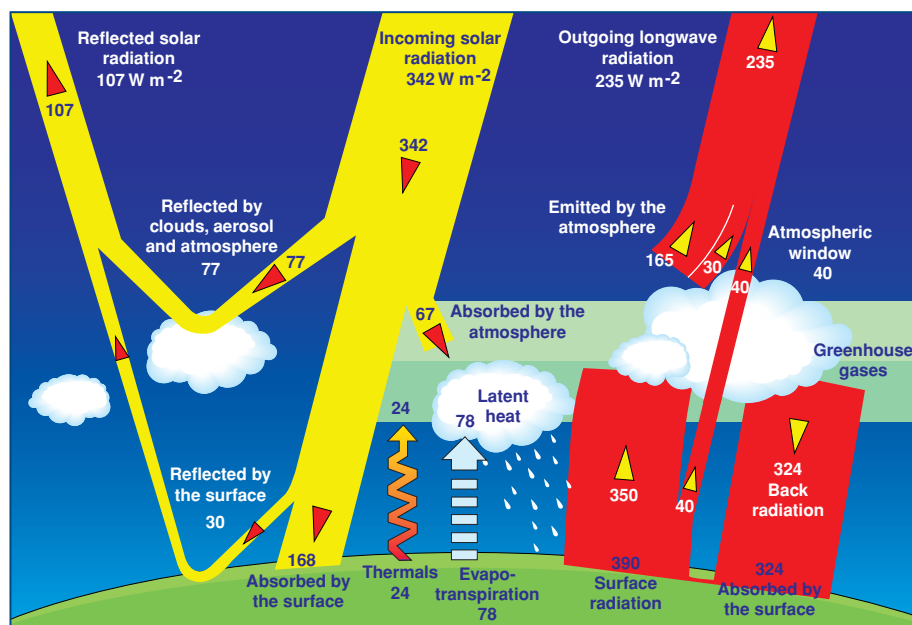 Reflected solar
radiation
107 W m-2
107
Incoming solar
radiation
342 W m-2
342
Outgoing longwave
radiation
235 W m-2
235
Reflected by
clouds, aerosol
and atmosphere
77
77
Emitted by the
atmosphere
165
30
40
Atmospheric
window
40
67
Absorbed by the
atmosphere
Greenhouse
gases
24
78
Latent
heat
Reflected by
the surface
30
350
40
324
Back
radiation
168
Absorbed by
the surface
Thermals
24
Evapo-
transpiration
78
390
Surface
radiation
324
Absorbed by
the surface